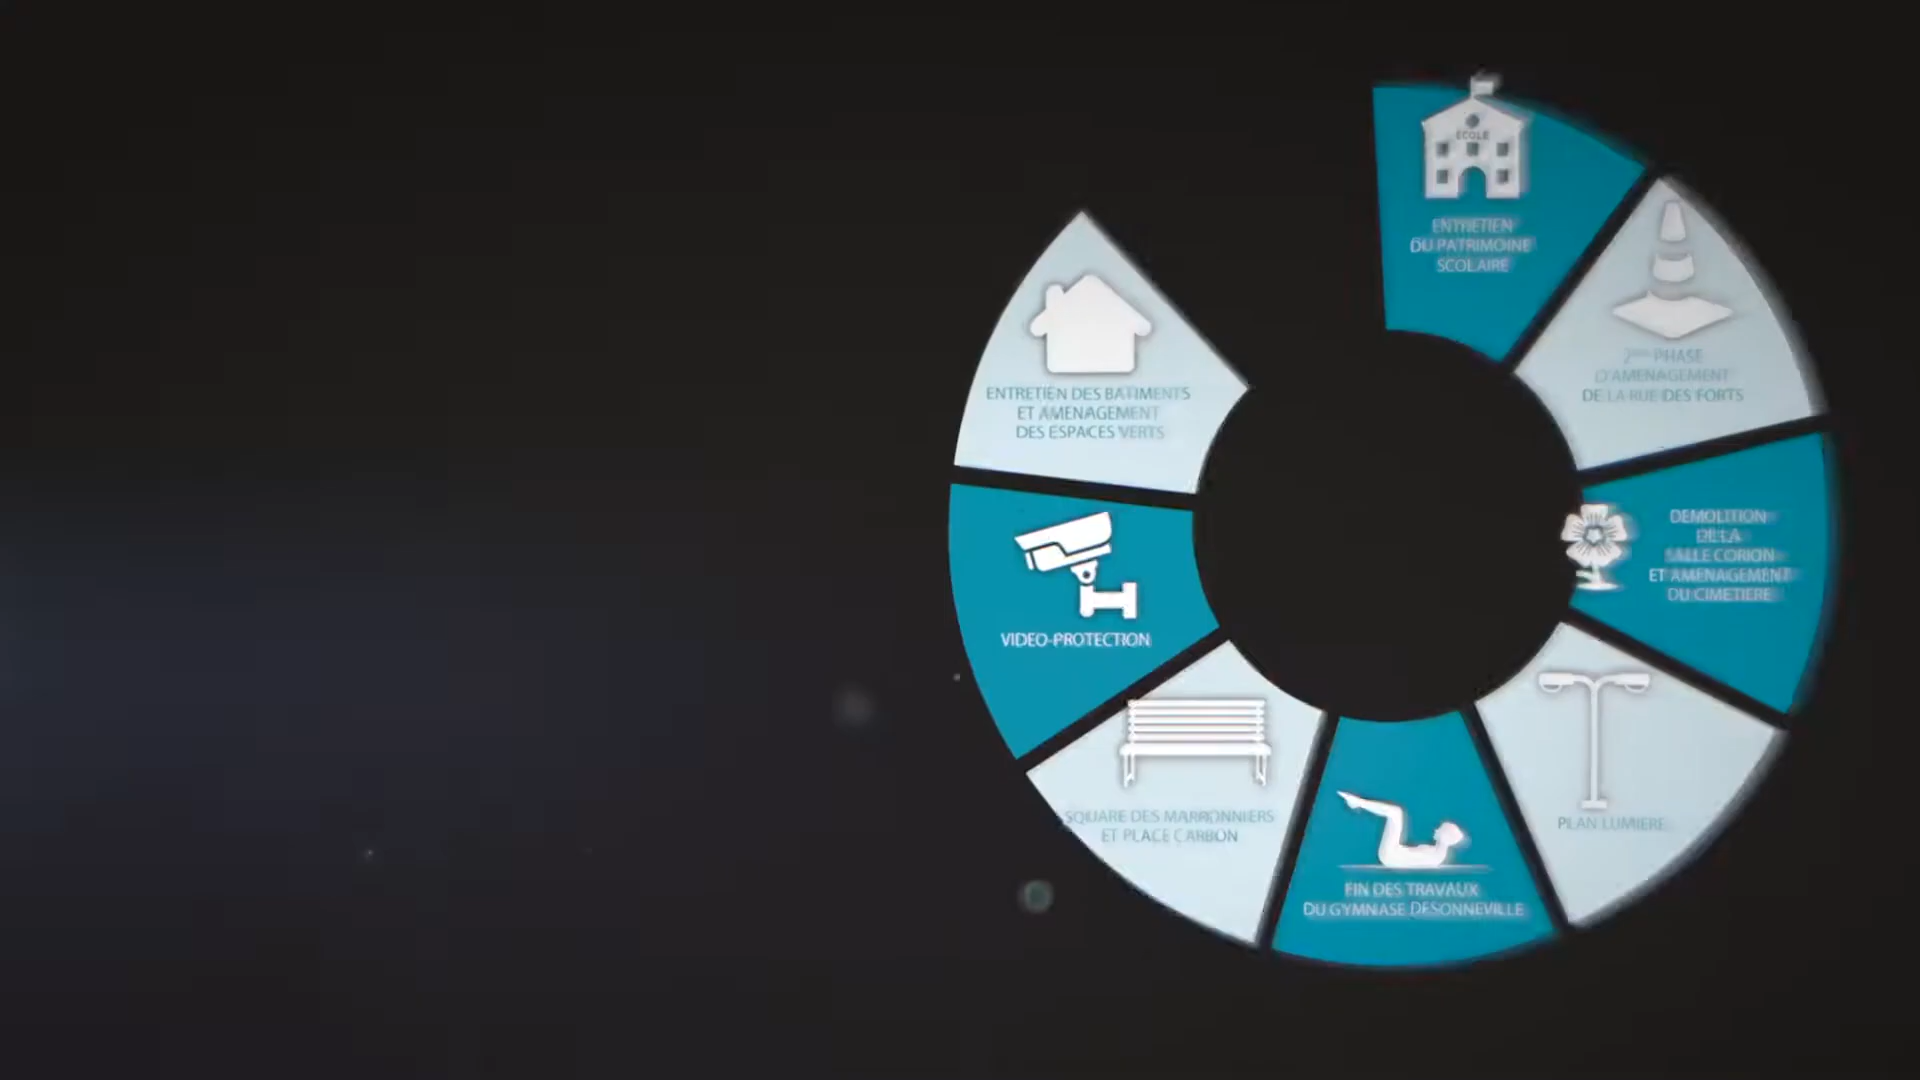 ECOLE
ENTRETIEN
DU PATRIMOINE
SCOLAIRE
2ème PHASE
D'AMENAGEMENT
DE LA RUE DES FORTS
DEMOLITION
DE LA
SALLE CORION
ET AMENAGEMENT
DU CIMETIERE
PLAN LUMIERE
FIN DES TRAVAUX
DU GYMNASE DESONNEVILLE
SQUARE DES MARRONNIERS
ET PLACE CARBON
VIDEO-PROTECTION
ENTRETIEN DES BATIMENTS
ET AMENAGEMENT
DES ESPACES VERTS